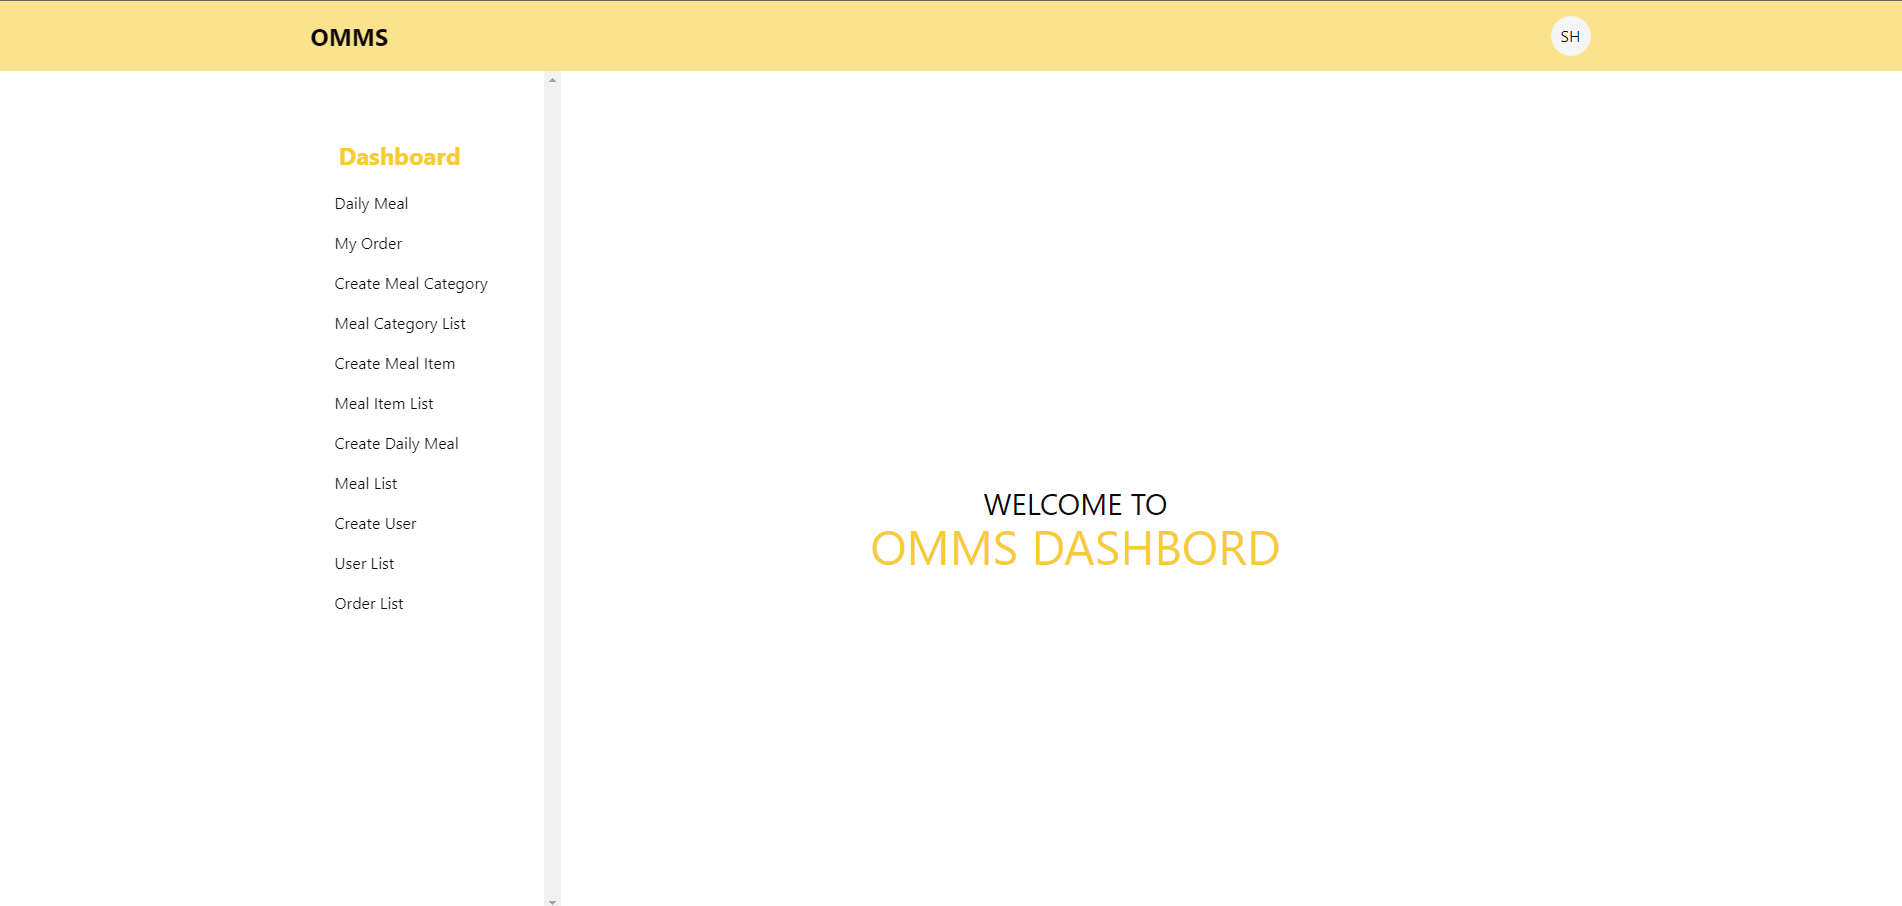 OMMS
SH
Dashboard
Daily Meal
My Order
Create Meal Category
Meal Category List
Create Meal Item
Meal Item List
Create Daily Meal
Meal List
Create User
User List
Order List
WELCOME TO
OMMS DASHBORD